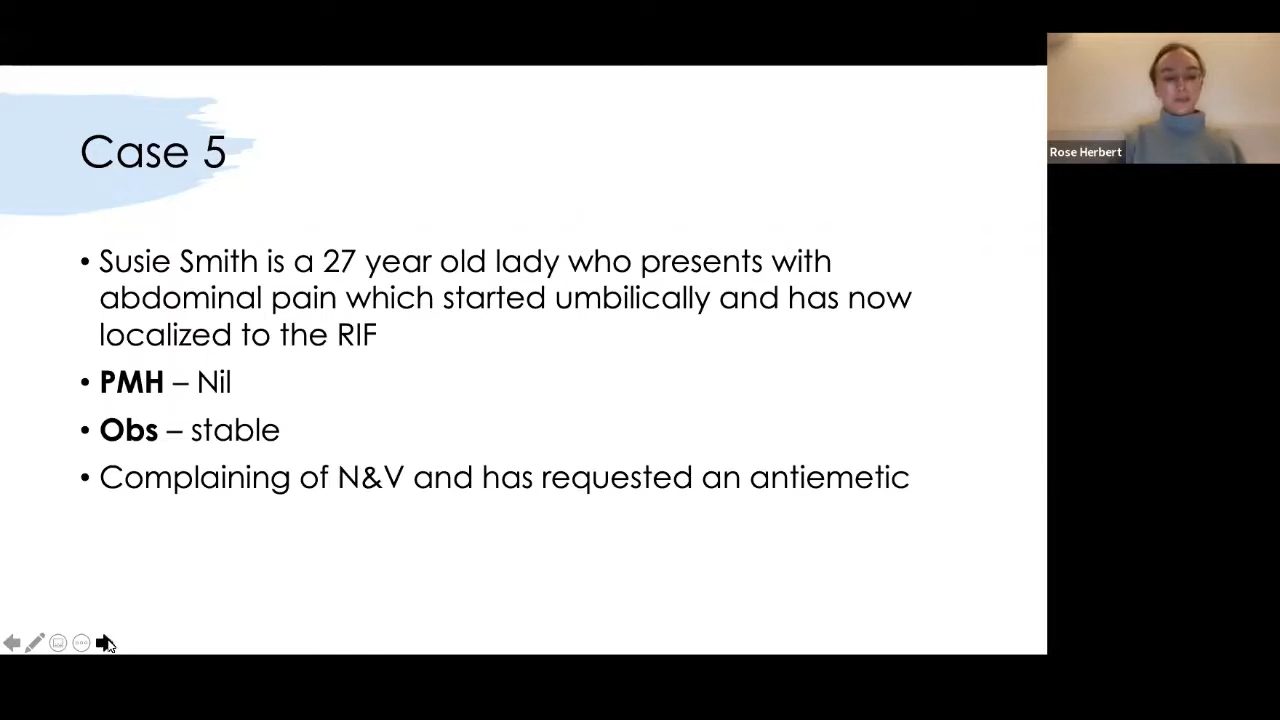 Case 5
• Susie Smith is a 27 year old lady who presents with
abdominal pain which started umbilically and has now
localized to the RIF
• PMH – Nil
• Obs – stable
• Complaining of N&V and has requested an antiemetic
Rose Herbert